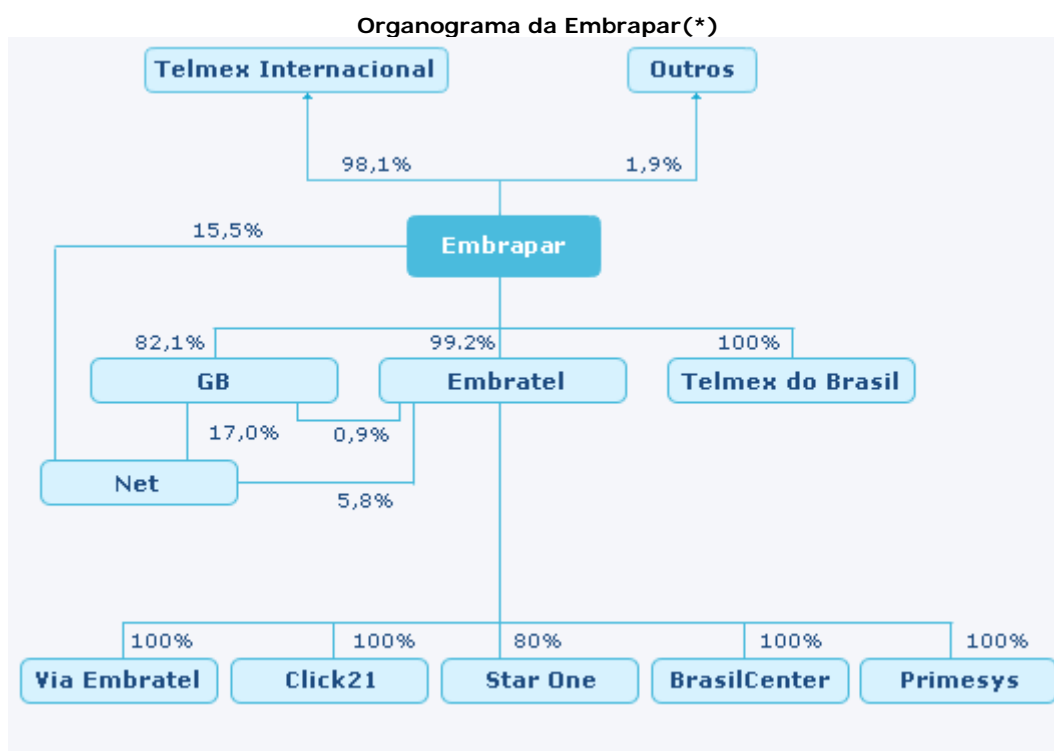 Organograma da Embrapar(*)
Telmex Internacional
Outros
98,1%
1,9%
15,5%
Embrapar
82,1%
99.2%
100%
GB
Embratel
Telmex do Brasil
17,0%
0,9%
Net
5,8%
100%
100%
80%
100%
100%
Via Embratel
Click21
Star One
BrasilCenter
Primesys